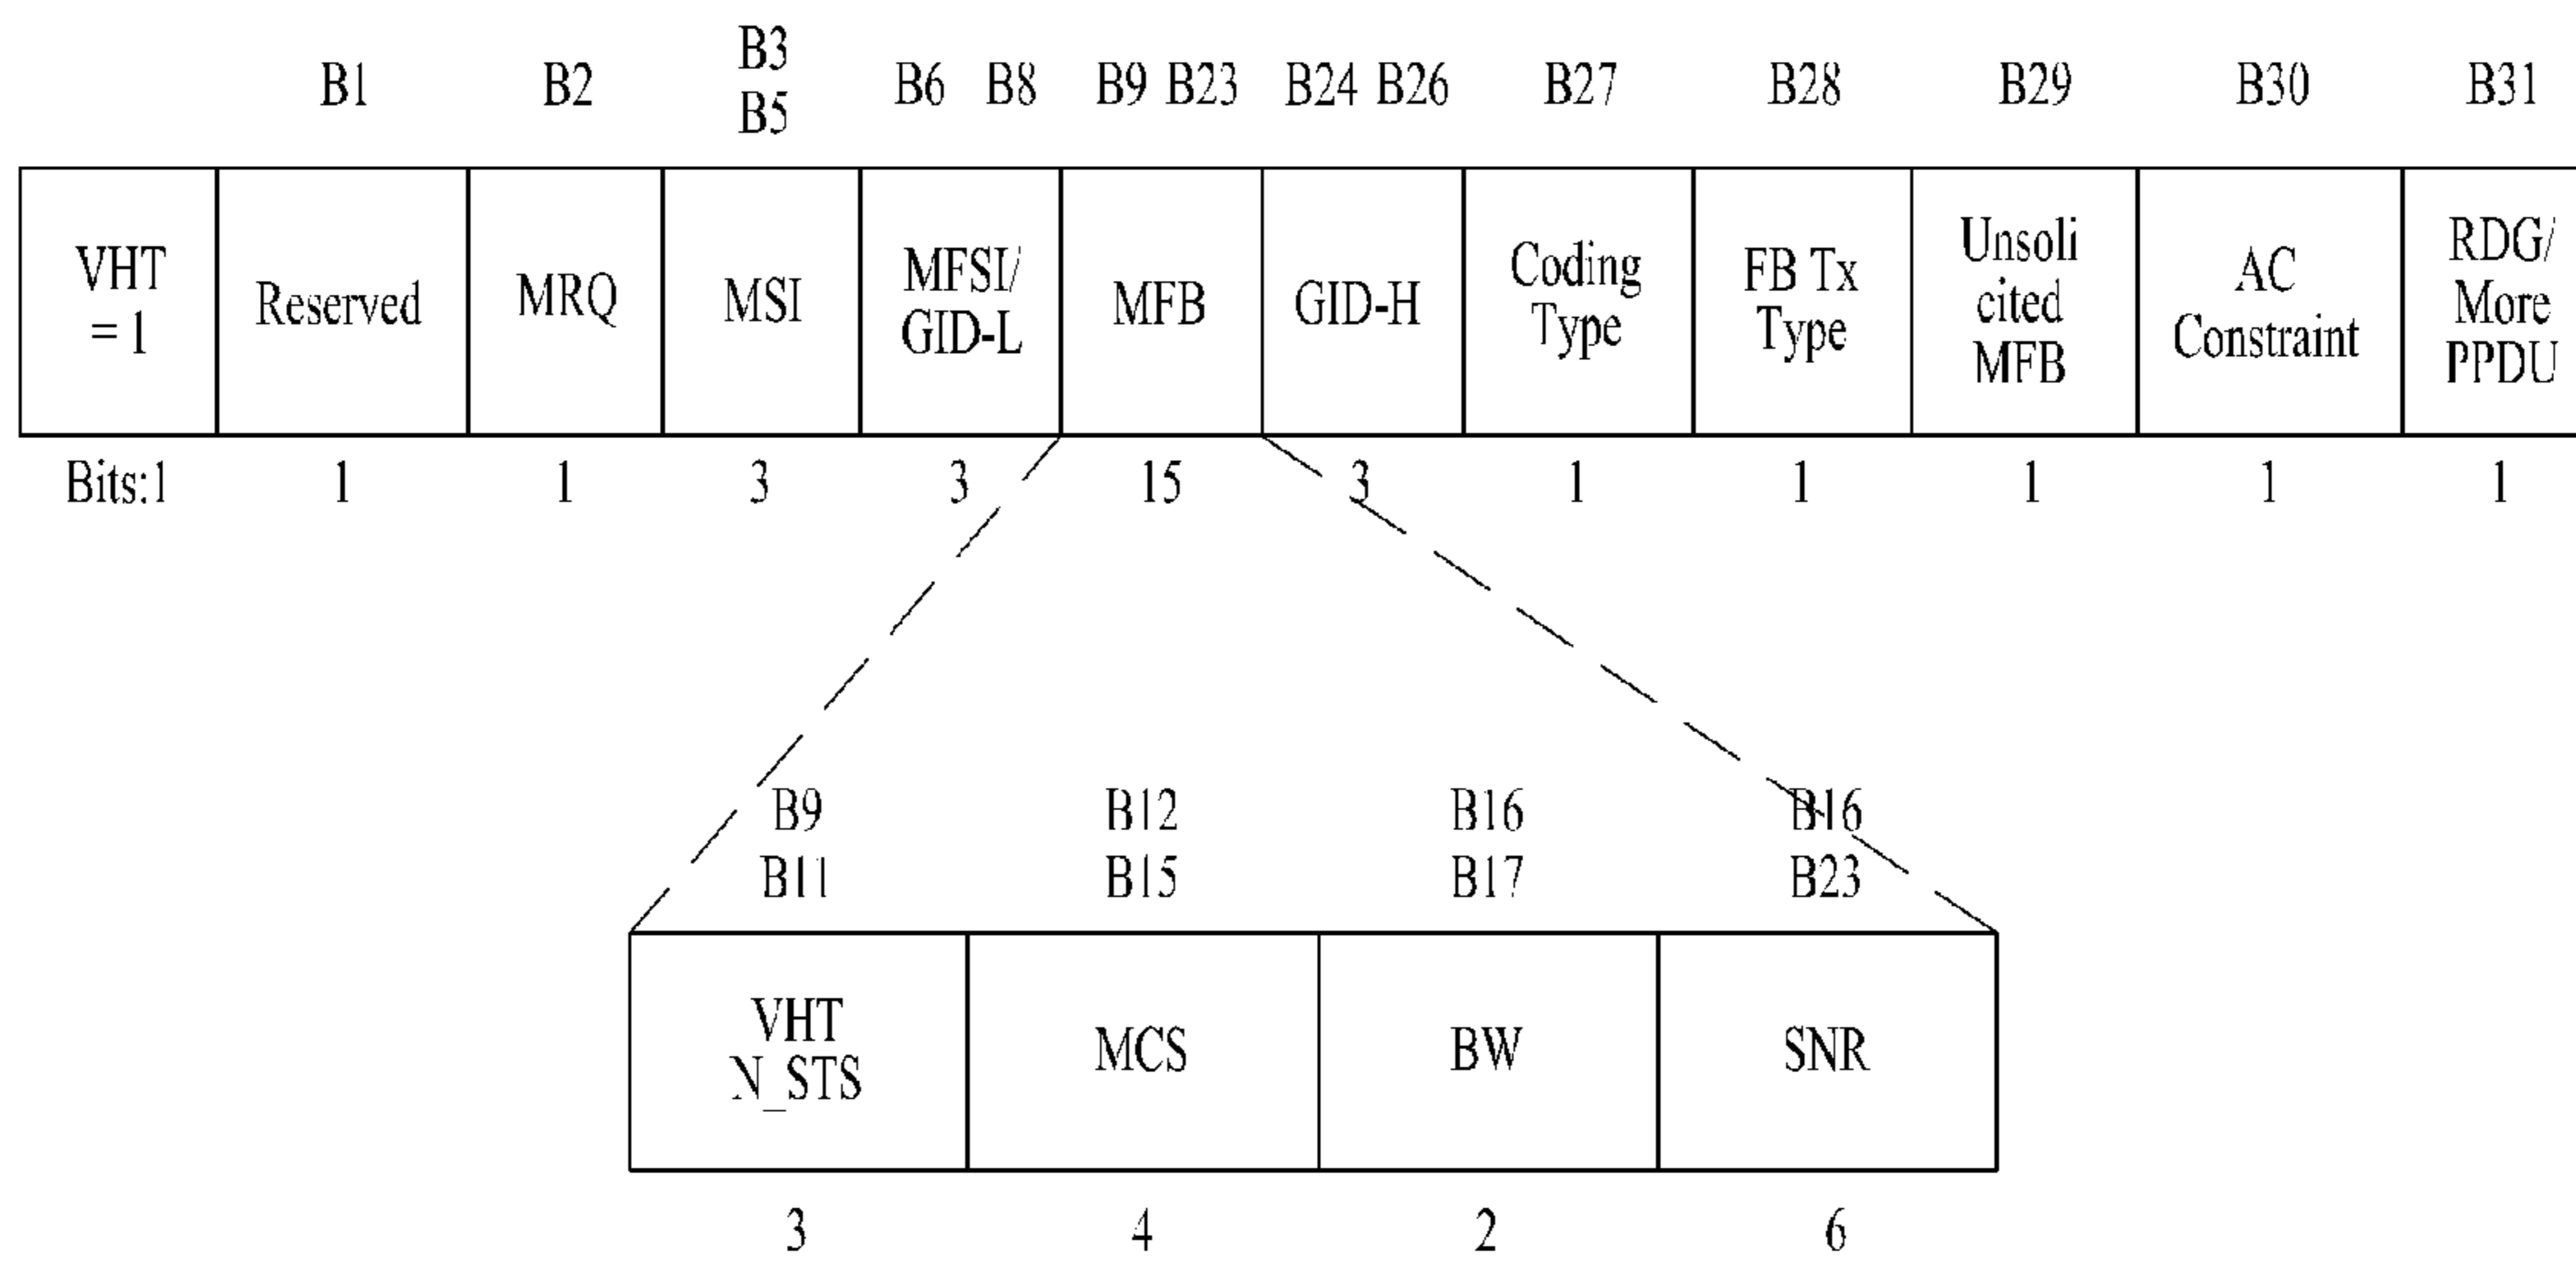 B3
B1 B2 B6 B8 B9 B23 B24 B26 B27 B28 B29 B30 B31
B5
VHT
= 1
Reserved
MRQ
MSI
MFSI/
GID-L
MFB
GID-H
Coding
Type
FB Tx
Type
Unsoli
cited
MFB
AC
Constraint
RDG/
More
PPDU
Bits:1 1 1 3 3 15 3 1 1 1 1 1
B9 B12 B16 B16
B11 B15 B17 B23
VHT
N_STS
MCS
BW
SNR
3 4 2 6